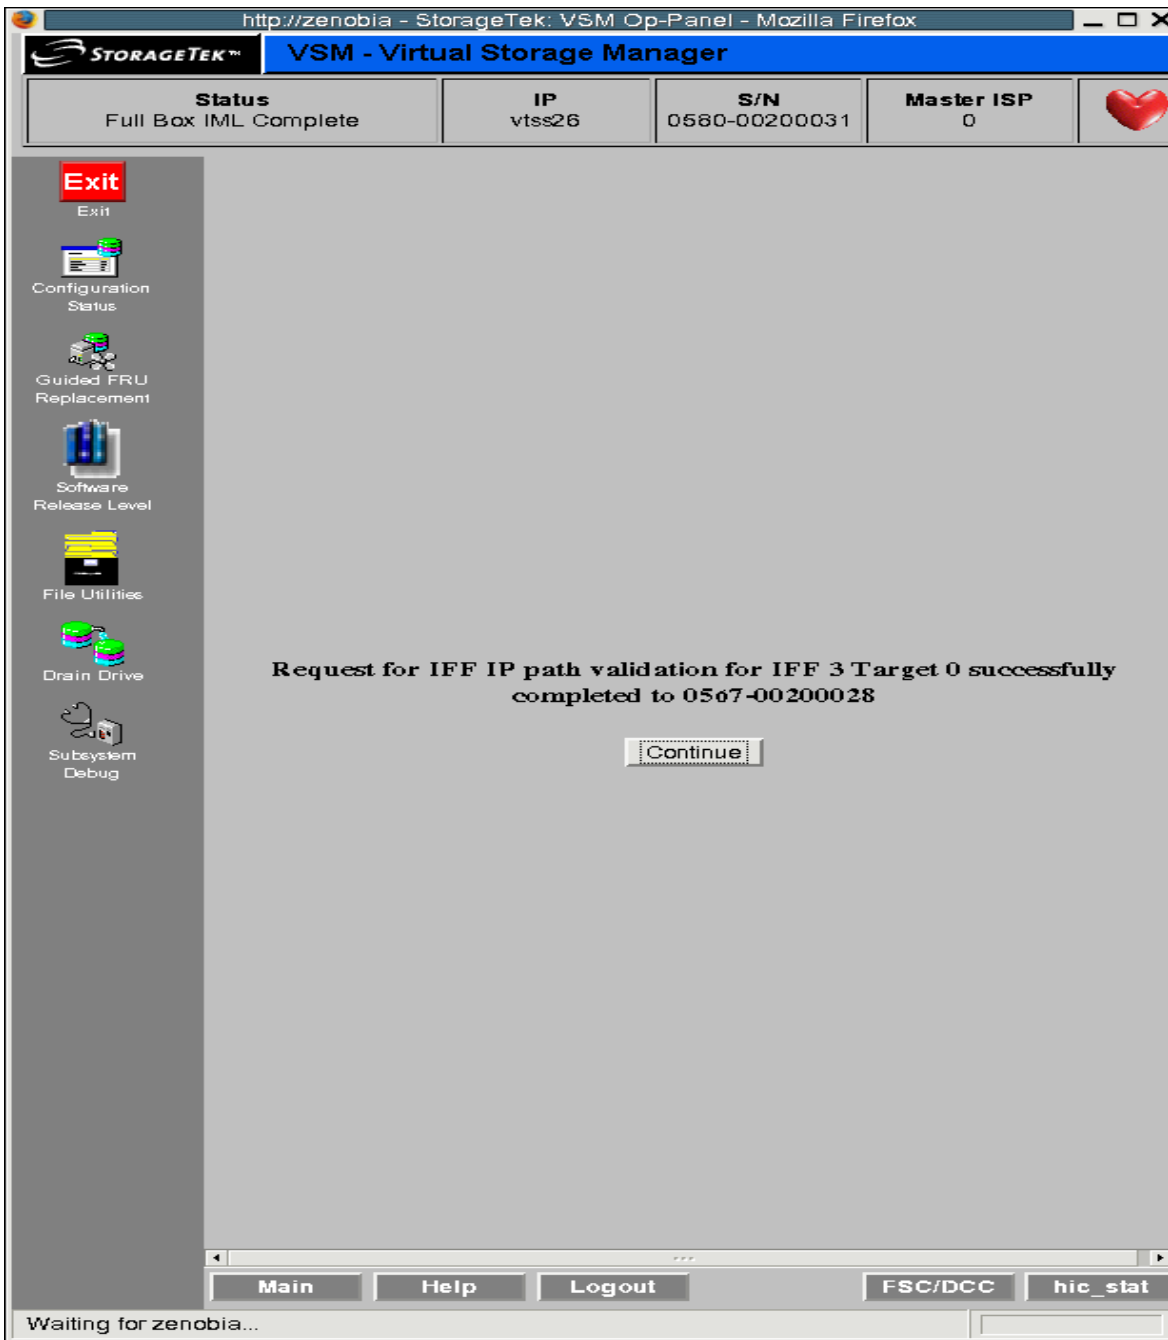 http://zenobia - StorageTek: VSM Op-Panel - Mozilla Firefox
STORAGETEK™
VSM - Virtual Storage Manager
Status
Full Box IML Complete
IP
vtss26
S/N
0580-00200031
Master ISP
0
Exit
Exit
Configuration
Status
Guided FRU
Replacement
Software
Release Level
File Utilities
Drain Drive
Subsystem
Debug
Request for IFF IP path validation for IFF 3 Target 0 successfully
completed to 0567-00200028
Continue
Main
Help
Logout
FSC/DCC
hic_stat
Waiting for zenobia...